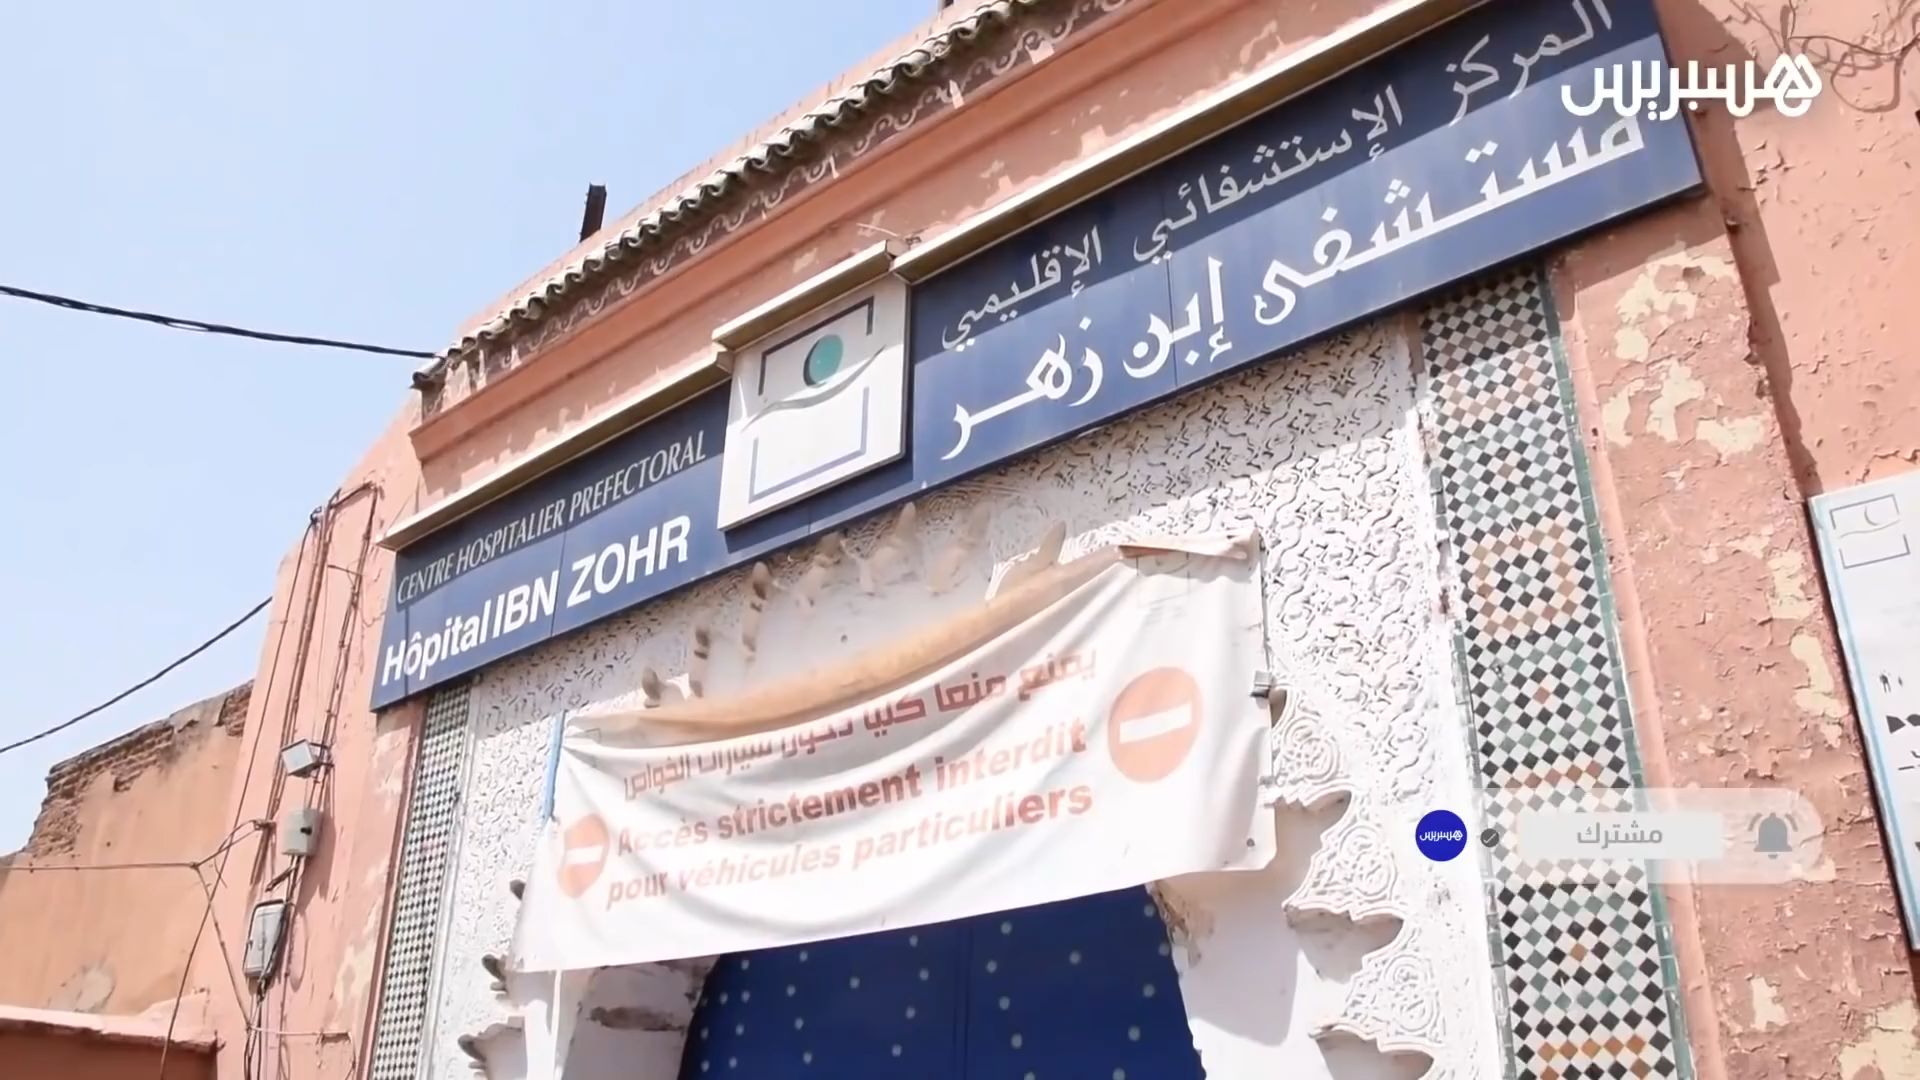 هسبريس
المركز الإستشفائي الإقليمي
مستشفى إبن زهر
CENTRE HOSPITALIER PREFECTORAL
Hôpital IBN ZOHR
يمنع منعا كليا دخول سيارات الخواص
Accès strictement interdit
pour véhicules particuliers
هسبريس
مشترك